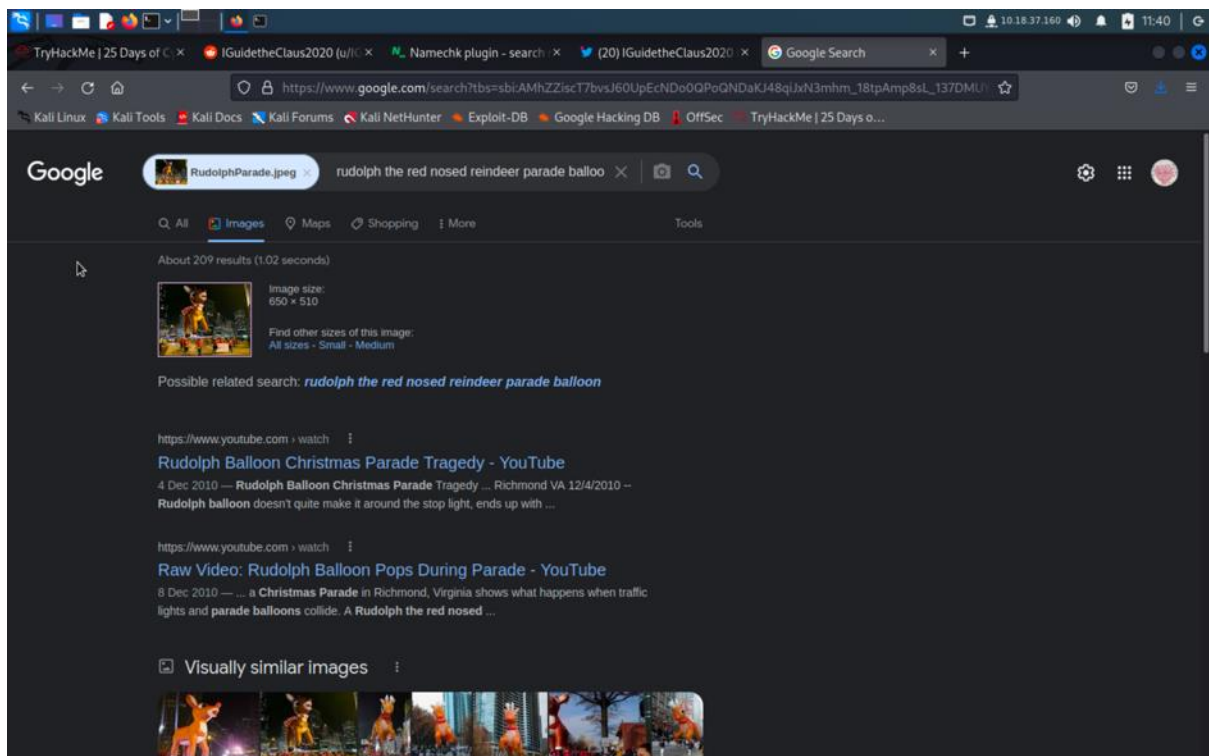 10.18.37.160
11:40
TryHackMe | 25 Days of C
IGuidetheClaus2020 (u/IC
Namechk plugin - search
(20) IGuidetheClaus2020
Google Search
https://www.google.com/search?tbs=sbi:AMhZZiscT7bvsJ60UpEcNDo0QPoQNDaKJ48qiJxN3mhm_18tpAmp8sL_137DMU
Kali Linux
Kali Tools
Kali Docs
Kali Forums
Kali NetHunter
Exploit-DB
Google Hacking DB
OffSec
TryHackMe | 25 Days o...
Google
RudolphParade.jpeg
rudolph the red nosed reindeer parade balloo
All
Images
Maps
Shopping
More
Tools
About 209 results (1.02 seconds)
Image size:
650 × 510
Find other sizes of this image:
All sizes - Small - Medium
Possible related search: rudolph the red nosed reindeer parade balloon
https://www.youtube.com › watch
Rudolph Balloon Christmas Parade Tragedy - YouTube
4 Dec 2010 — Rudolph Balloon Christmas Parade Tragedy ... Richmond VA 12/4/2010 --
Rudolph balloon doesn't quite make it around the stop light, ends up with ...
https://www.youtube.com › watch
Raw Video: Rudolph Balloon Pops During Parade - YouTube
8 Dec 2010 — ... a Christmas Parade in Richmond, Virginia shows what happens when traffic
lights and parade balloons collide. A Rudolph the red nosed ...
Visually similar images